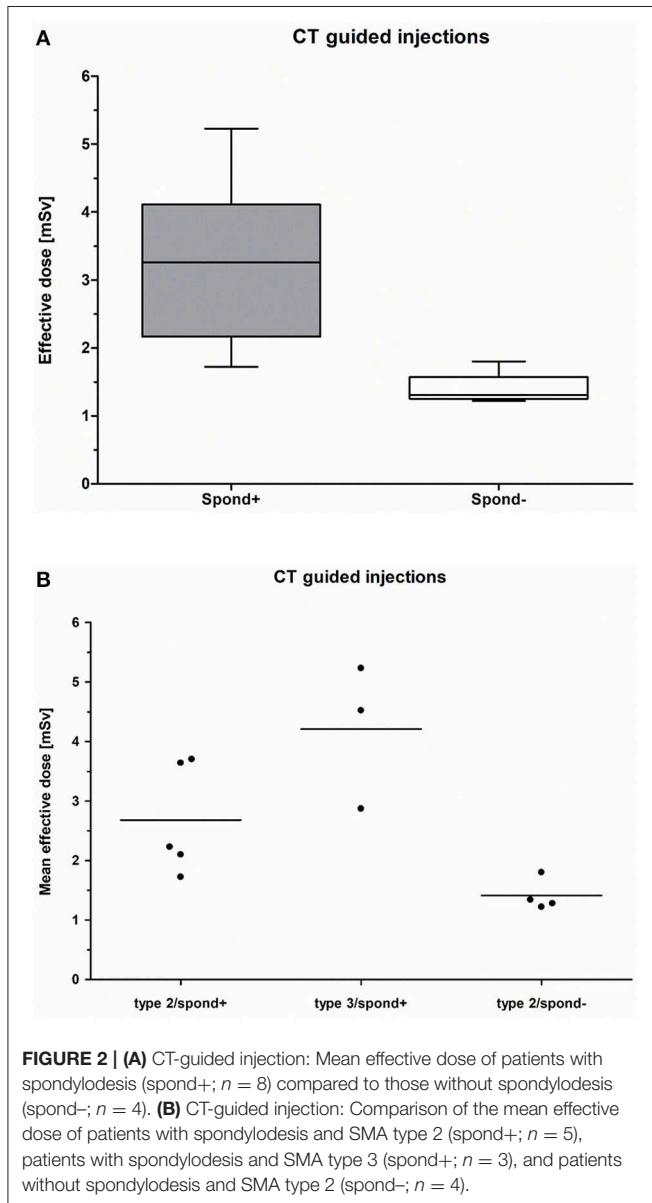 A
CT guided injections
Effective dose [mSv]
6
5
4
3
2
1
0
Spond+ Spond-
B
CT guided injections
Mean effective dose [mSv]
6
5
4
3
2
1
0
type 2/spond+ type 3/spond+ type 2/spond-
FIGURE 2 | (A) CT-guided injection: Mean effective dose of patients with
spondylodesis (spond+; n = 8) compared to those without spondylodesis
(spond–; n = 4). (B) CT-guided injection: Comparison of the mean effective
dose of patients with spondylodesis and SMA type 2 (spond+; n = 5),
patients with spondylodesis and SMA type 3 (spond+; n = 3), and patients
without spondylodesis and SMA type 2 (spond–; n = 4).